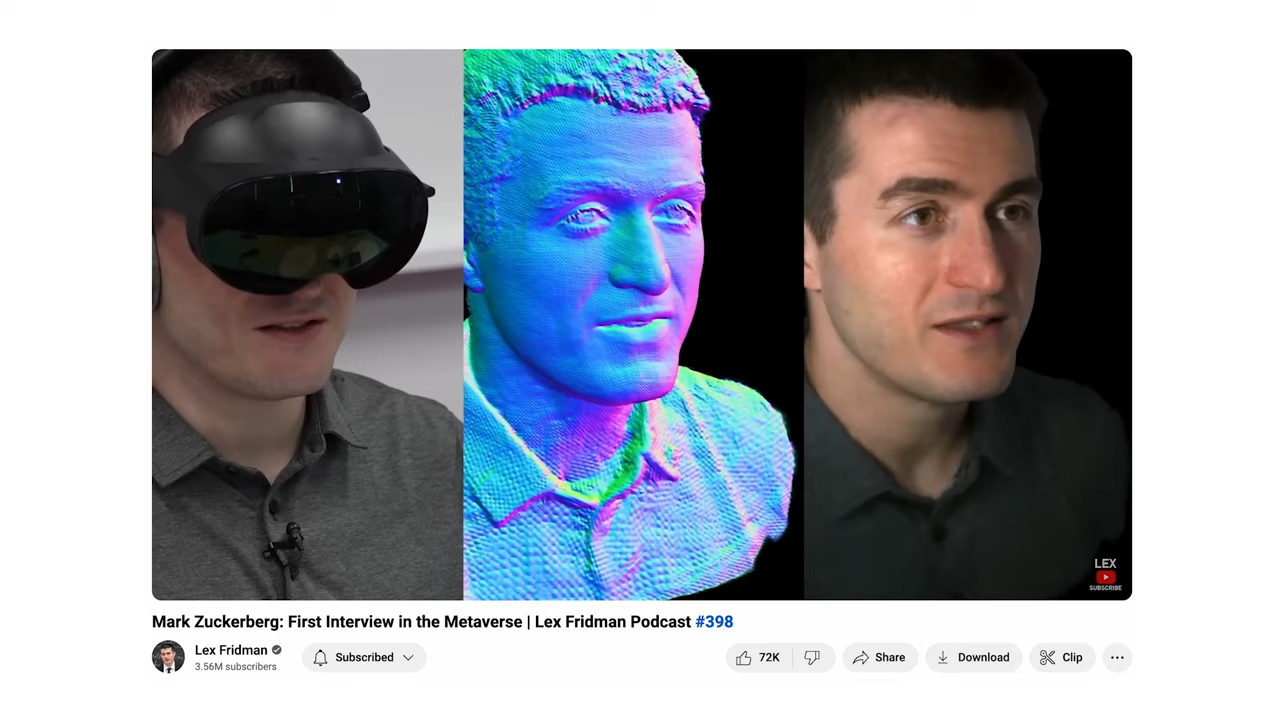 LEX
SUBSCRIBE
Mark Zuckerberg: First Interview in the Metaverse | Lex Fridman Podcast #398
Lex Fridman
3.56M subscribers
Subscribed
72K
Share
Download
Clip